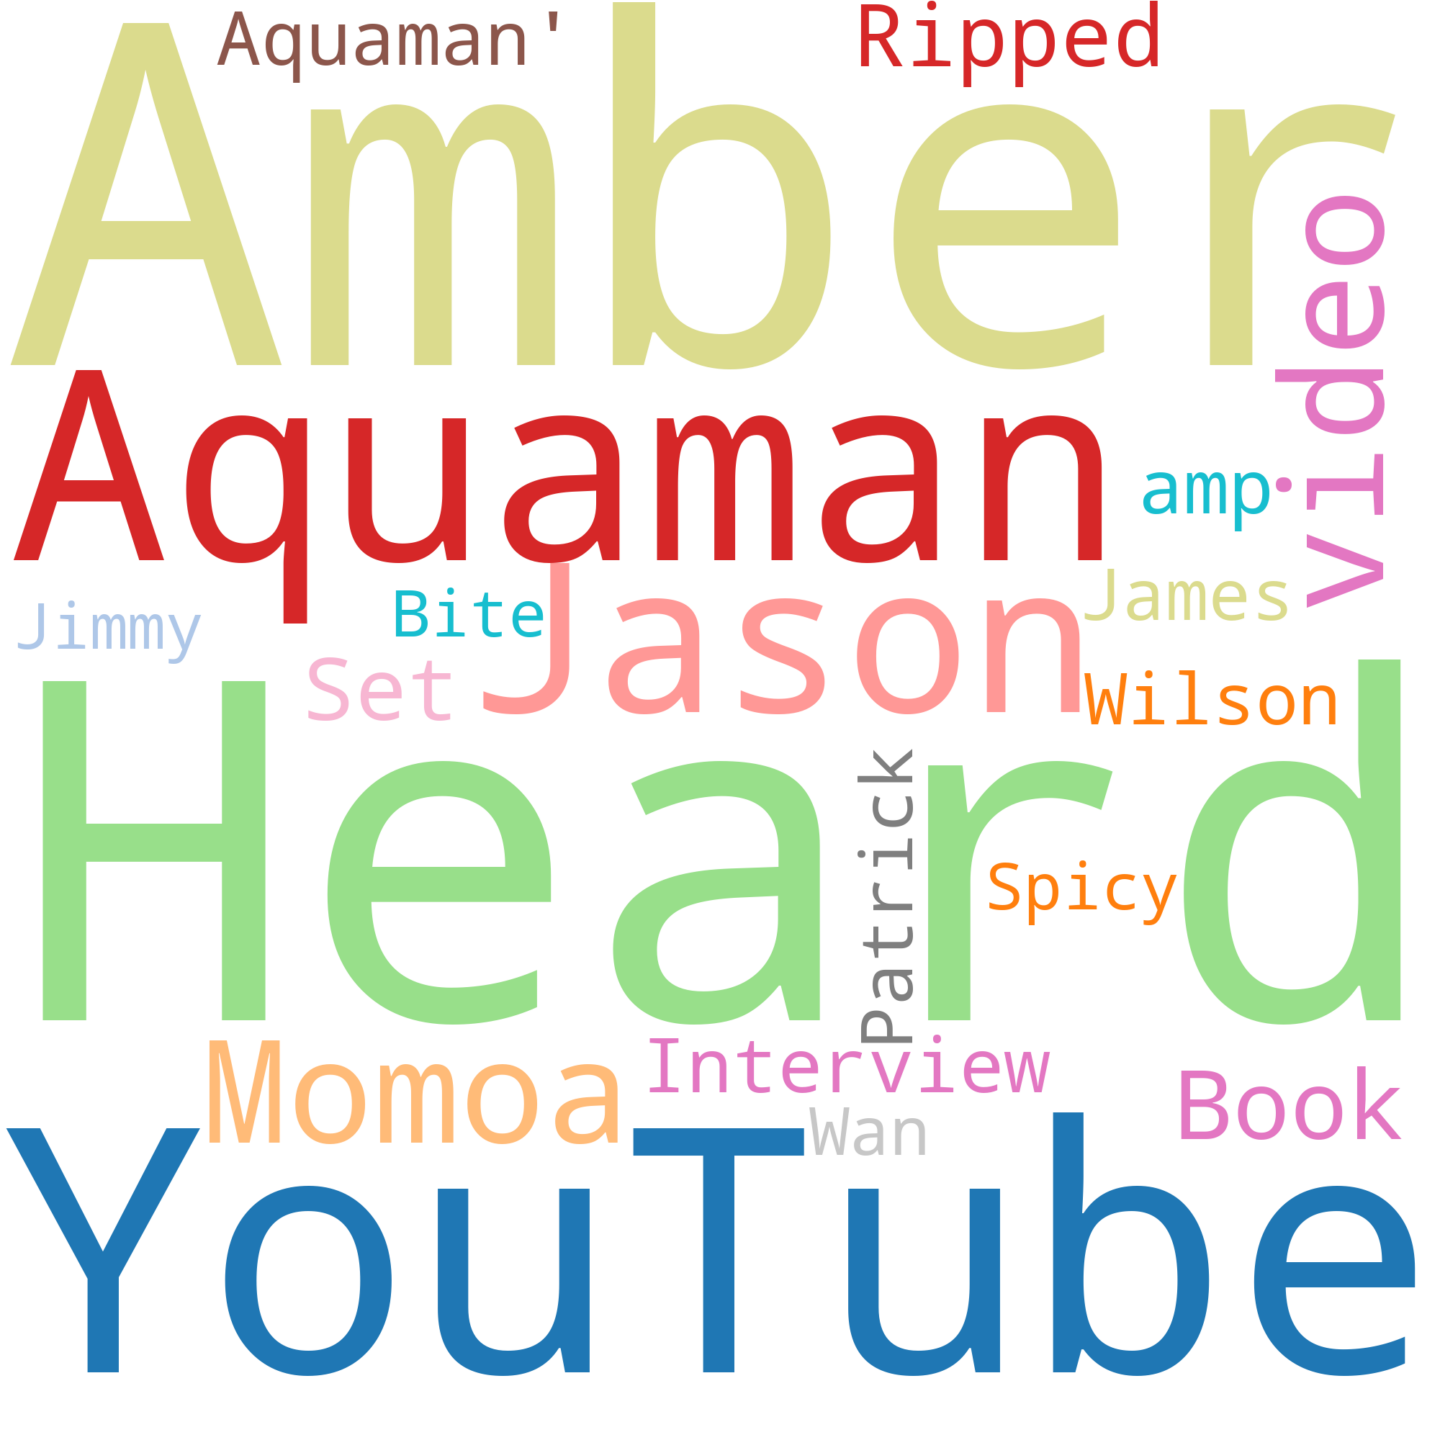 Aquaman'
Ripped
Amber
video
Aquaman
amp
Jason
James
Jimmy
Bite
Set
Wilson
Heard
Patrick
Spicy
Momoa
Interview
Book
Wan
YouTube